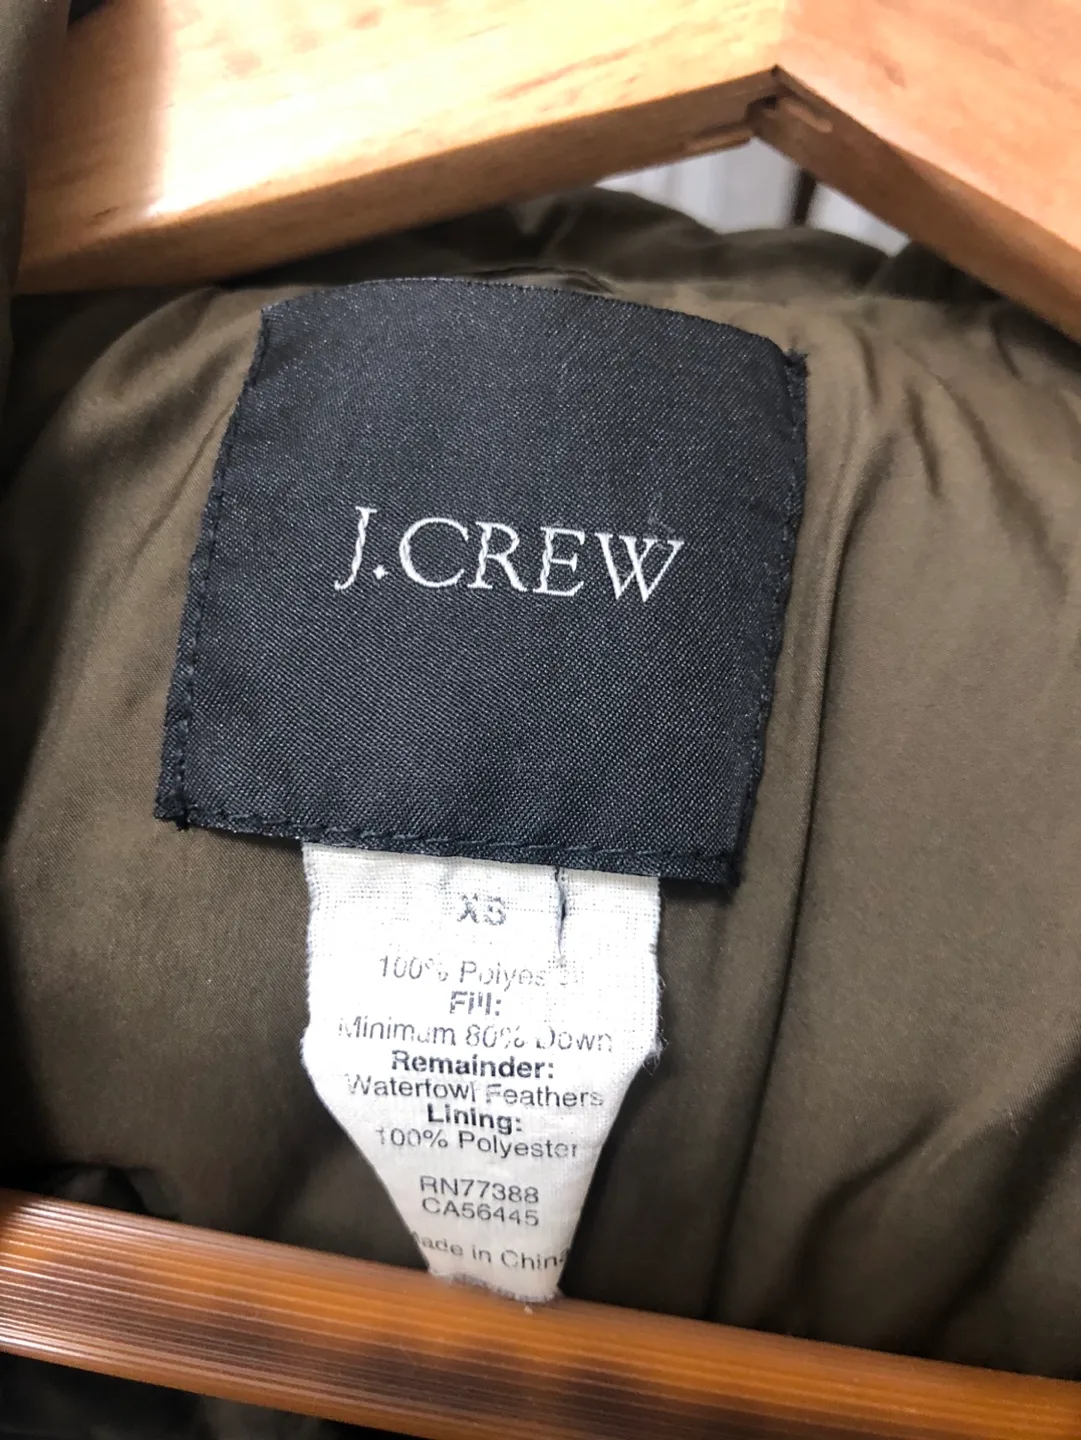 J.CREW
XS
100% Polyester
Fill:
Minimum 80% Down
Remainder:
Waterfowl Feathers
Lining:
100% Polyester
RN77388
CA56445
Made in China